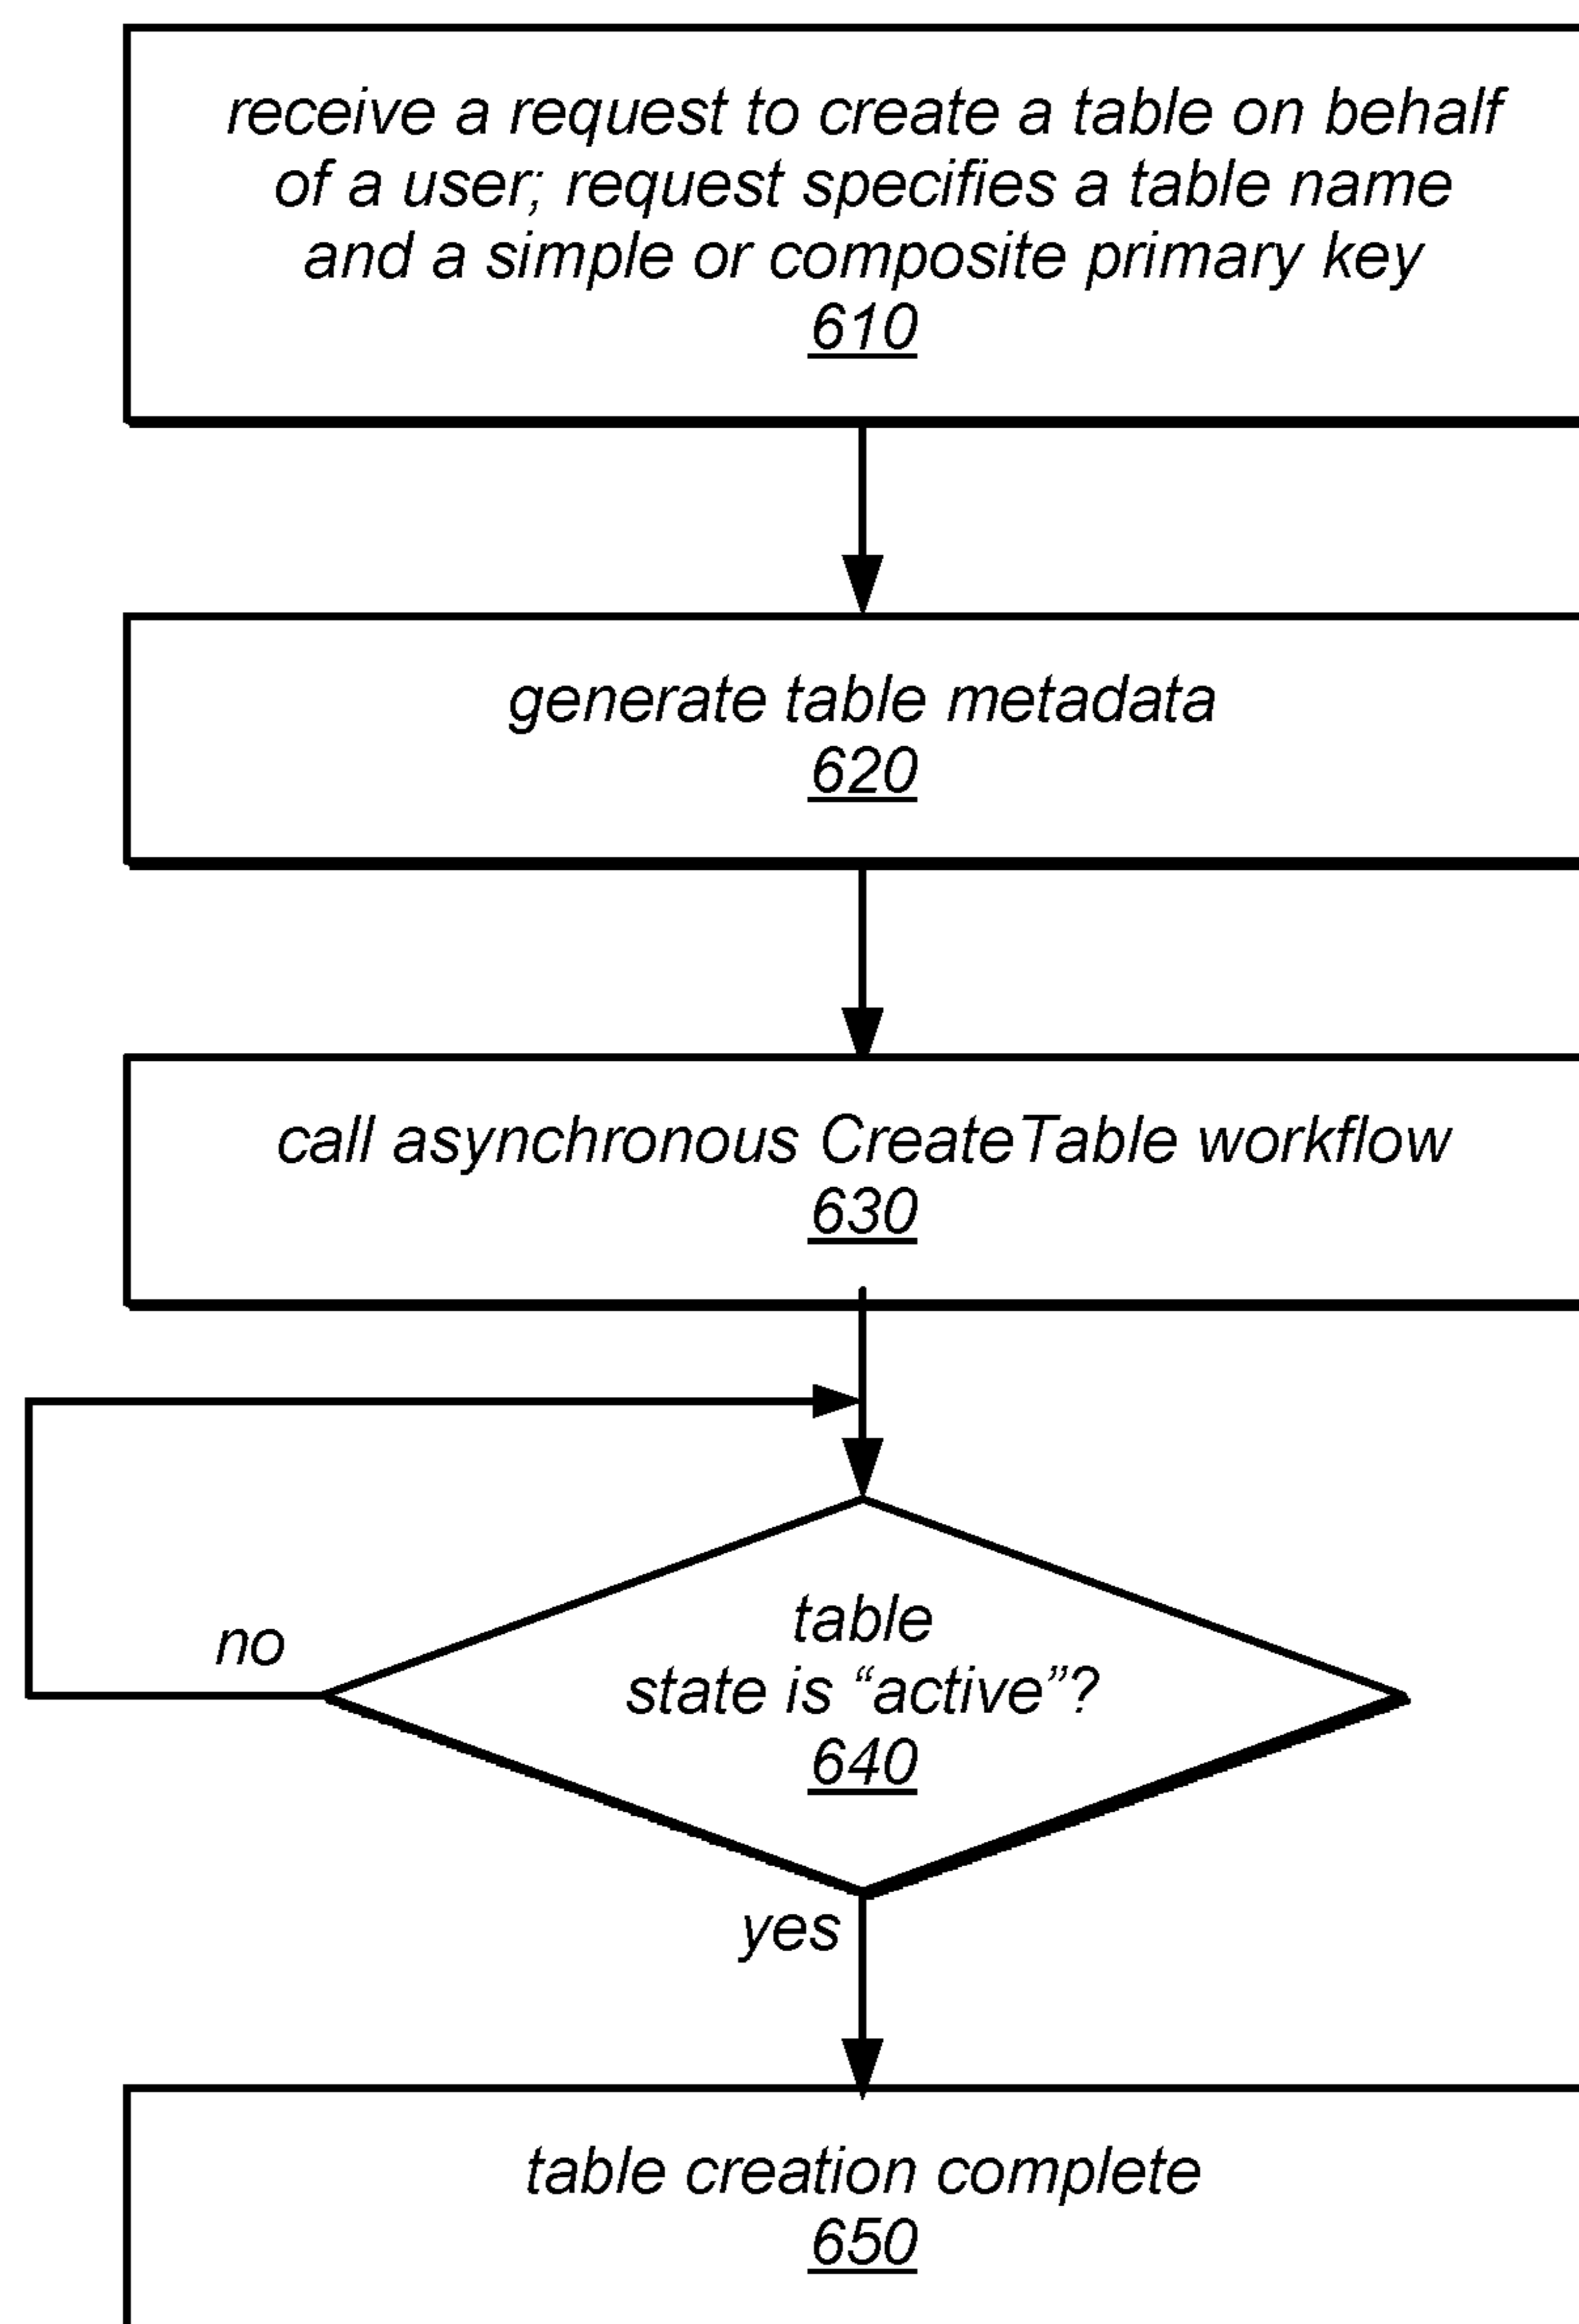 receive a request to create a table on behalf
of a user; request specifies a table name
and a simple or composite primary key
610
generate table metadata
620
call asynchronous CreateTable workflow
630
no
table
state is “active”?
640
yes
table creation complete
650